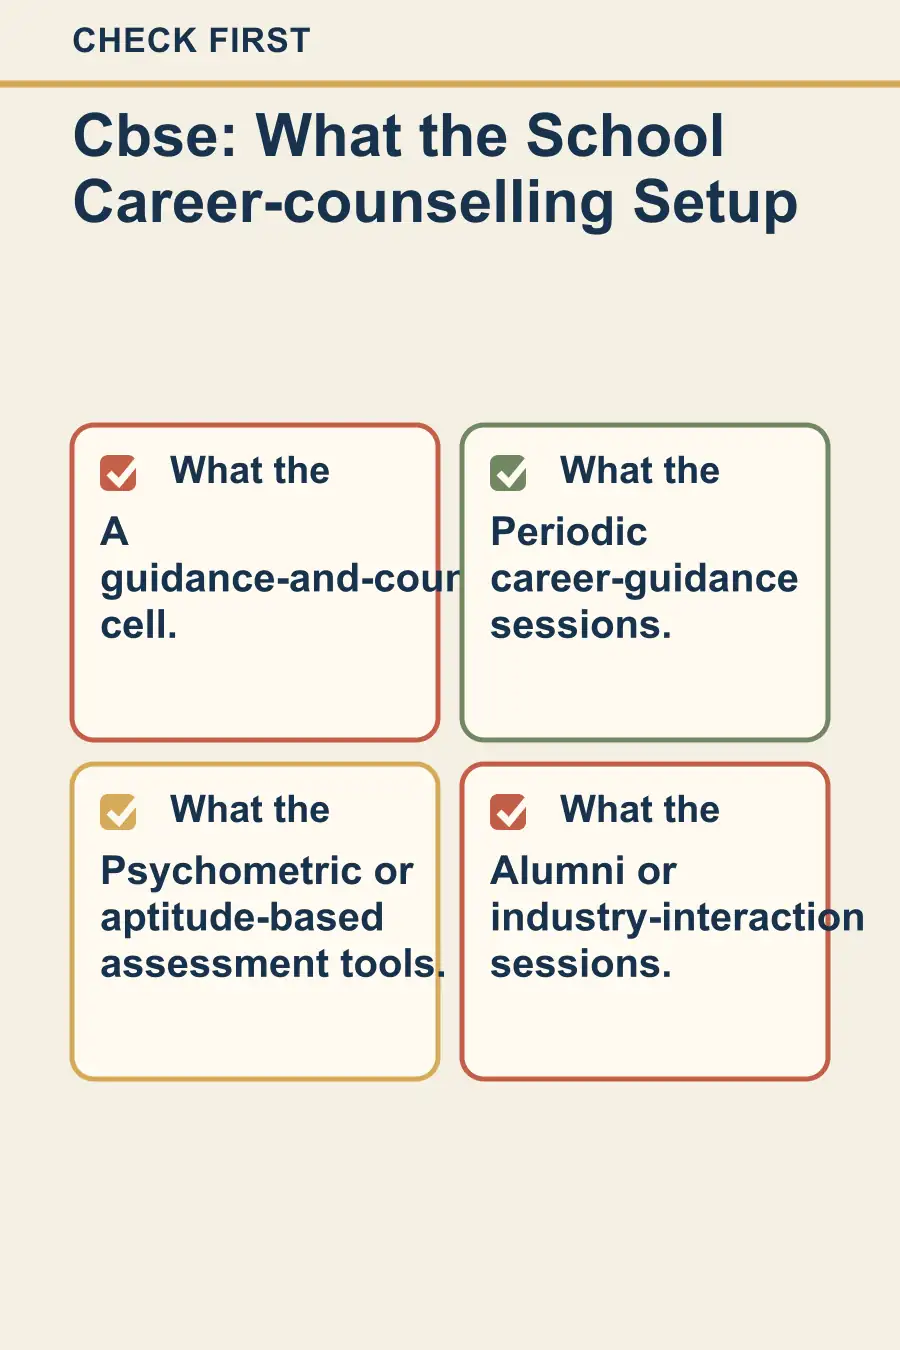 CHECK FIRST
Cbse: What the School
Career-counselling Setup
What the
A
guidance-and-coun
cell.
What the
Periodic
career-guidance
sessions.
What the
Psychometric or
aptitude-based
assessment tools.
What the
Alumni or
industry-interaction
sessions.